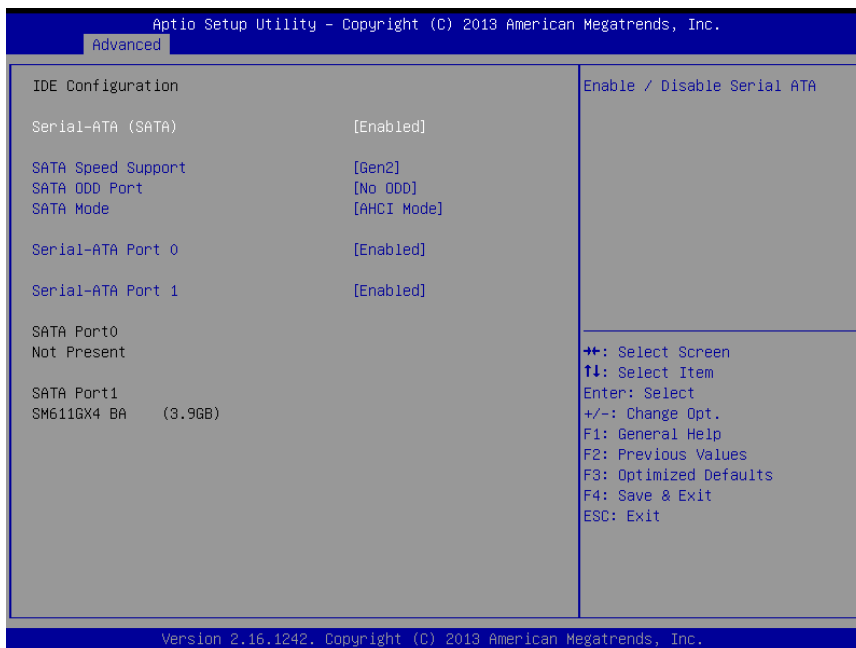 Aptio Setup Utility – Copyright (C) 2013 American Megatrends, Inc.
Advanced
IDE Configuration
Serial-ATA (SATA) [Enabled]
SATA Speed Support [Gen2]
SATA ODD Port [No ODD]
SATA Mode [AHCI Mode]
Serial-ATA Port 0 [Enabled]
Serial-ATA Port 1 [Enabled]
SATA Port0
Not Present
SATA Port1
SM611GX4 BA (3.9GB)
Enable / Disable Serial ATA
→←: Select Screen
↑↓: Select Item
Enter: Select
+/-: Change Opt.
F1: General Help
F2: Previous Values
F3: Optimized Defaults
F4: Save & Exit
ESC: Exit
Version 2.16.1242. Copyright (C) 2013 American Megatrends, Inc.